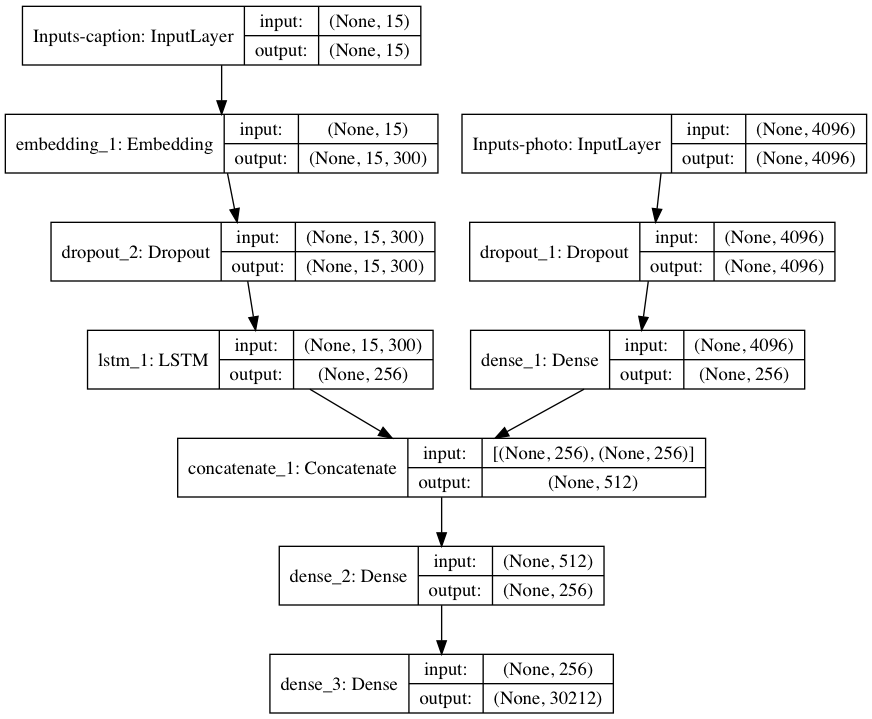 Inputs-caption: InputLayer
input: (None, 15)
output: (None, 15)
embedding_1: Embedding
input: (None, 15)
output: (None, 15, 300)
Inputs-photo: InputLayer
input: (None, 4096)
output: (None, 4096)
dropout_2: Dropout
input: (None, 15, 300)
output: (None, 15, 300)
dropout_1: Dropout
input: (None, 4096)
output: (None, 4096)
lstm_1: LSTM
input: (None, 15, 300)
output: (None, 256)
dense_1: Dense
input: (None, 4096)
output: (None, 256)
concatenate_1: Concatenate
input: [(None, 256), (None, 256)]
output: (None, 512)
dense_2: Dense
input: (None, 512)
output: (None, 256)
dense_3: Dense
input: (None, 256)
output: (None, 30212)